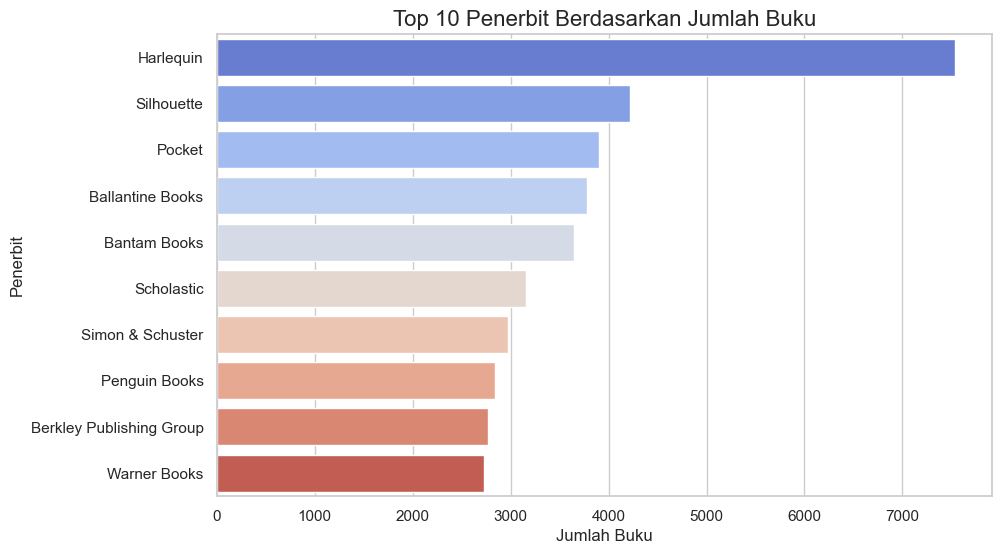 Top 10 Penerbit Berdasarkan Jumlah Buku
Penerbit
Harlequin
Silhouette
Pocket
Ballantine Books
Bantam Books
Scholastic
Simon & Schuster
Penguin Books
Berkley Publishing Group
Warner Books
0 1000 2000 3000 4000 5000 6000 7000
Jumlah Buku